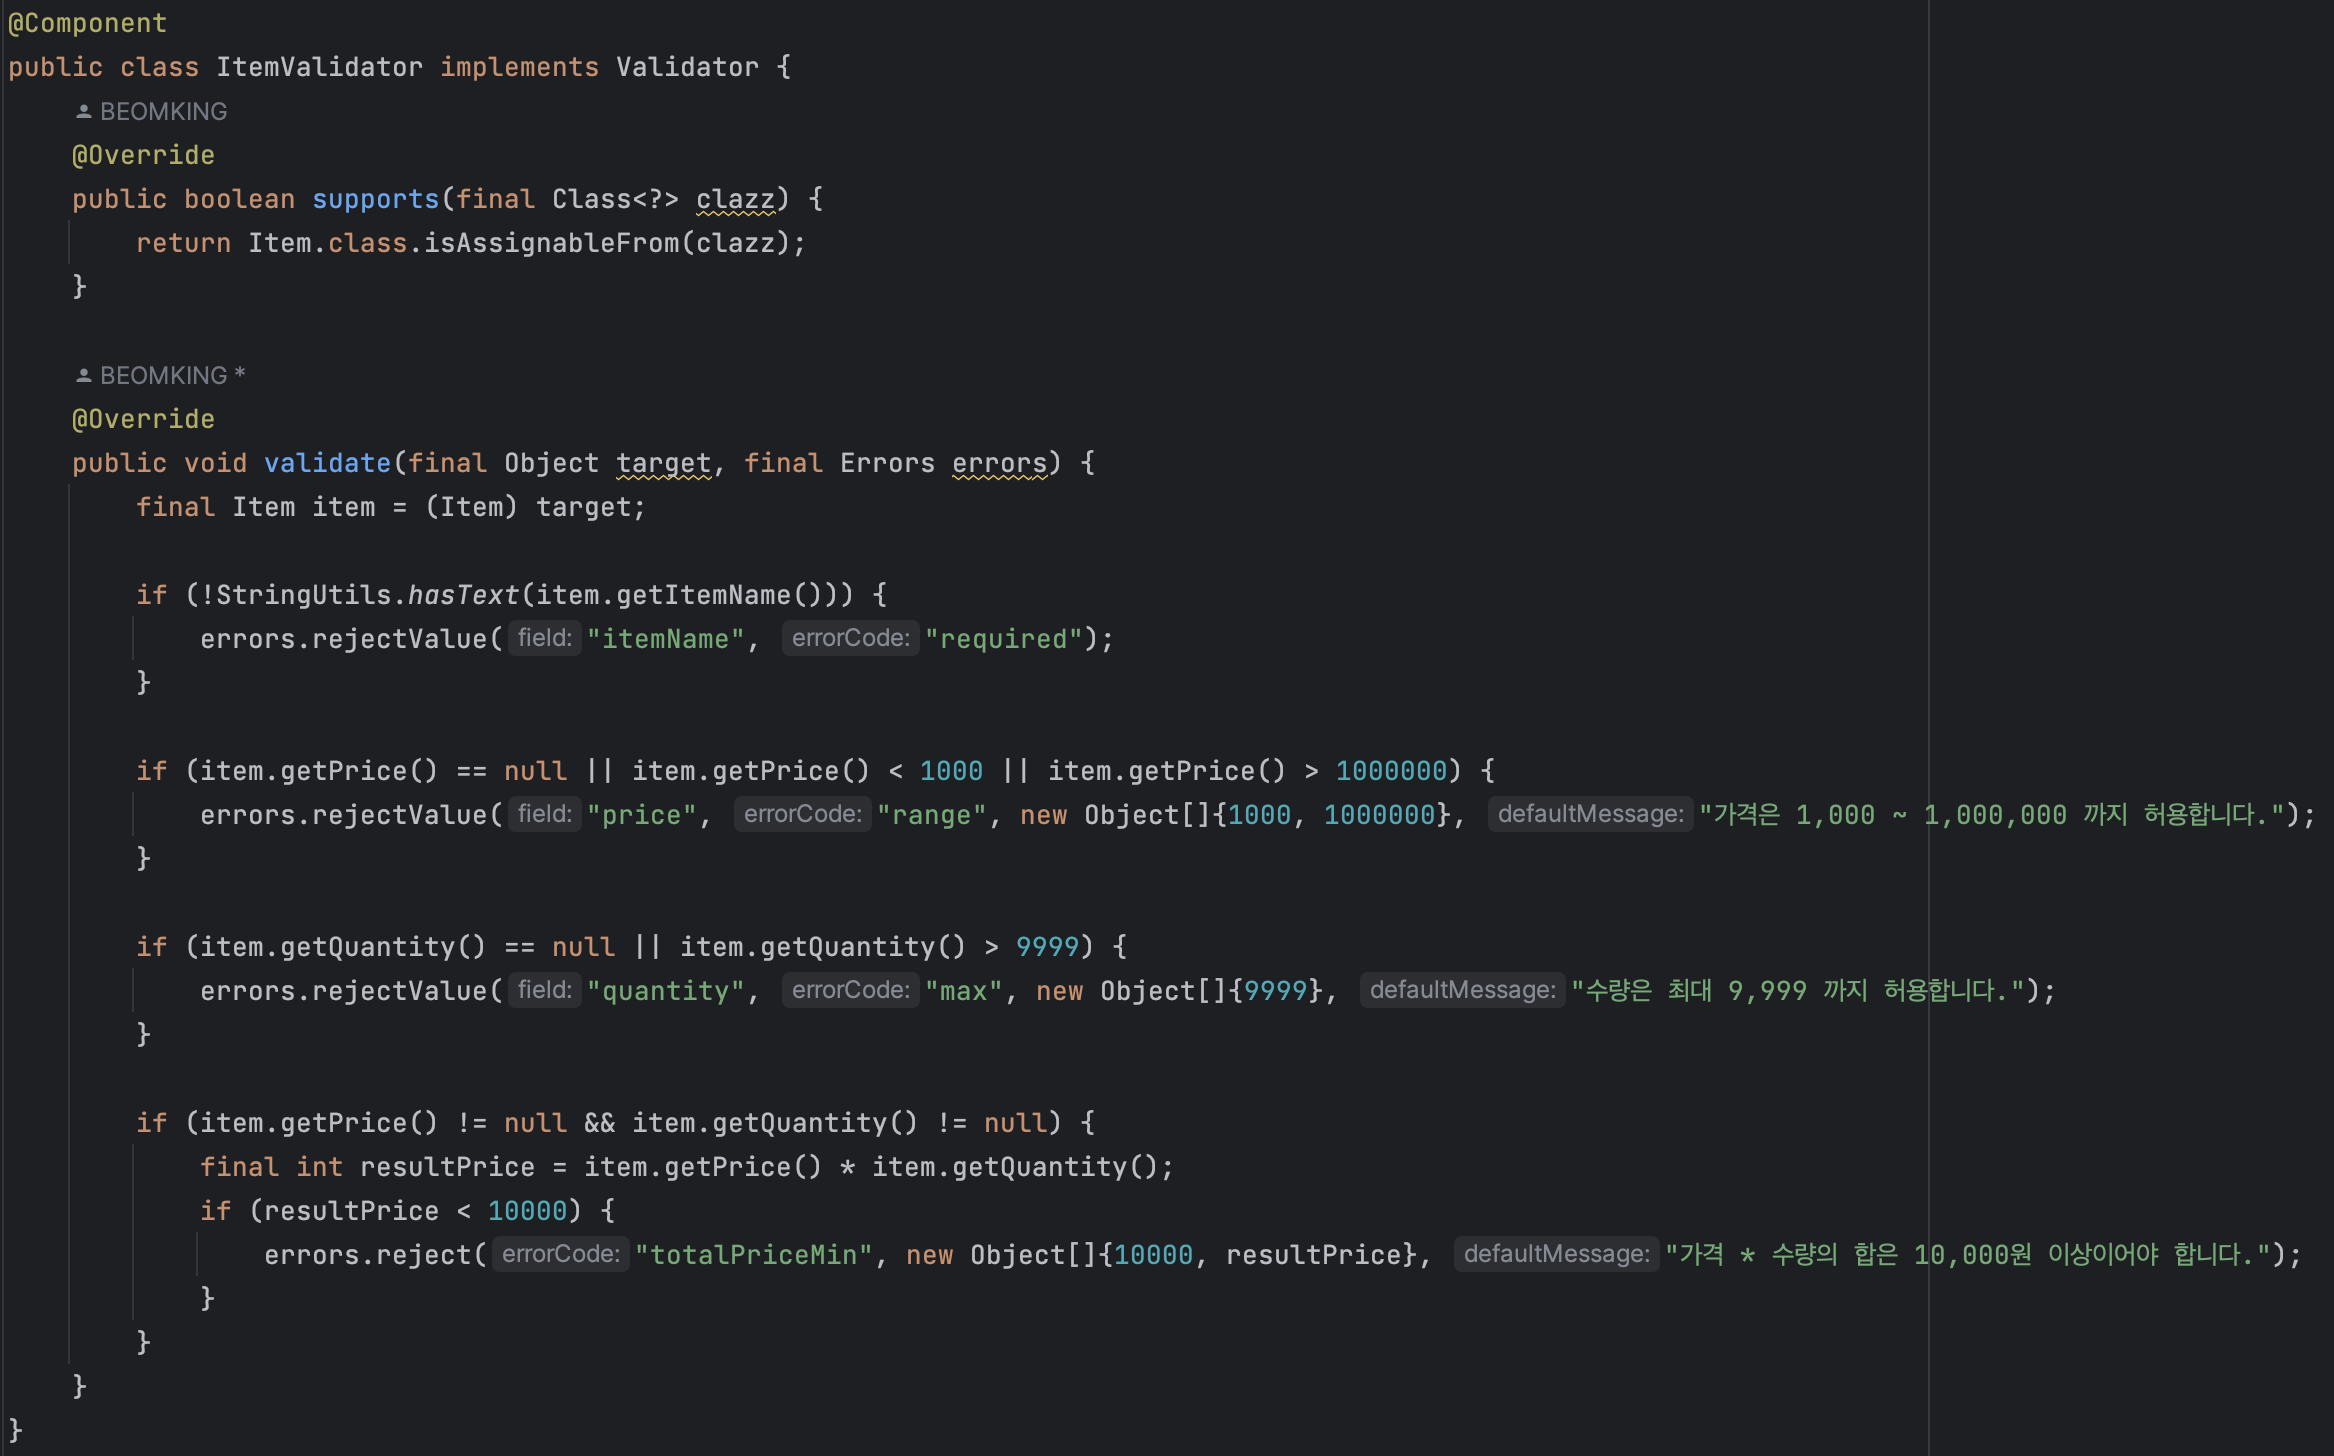 @Component
public class ItemValidator implements Validator {
BEOMKING
@Override
public boolean supports(final Class<?> clazz) {
return Item.class.isAssignableFrom(clazz);
}
BEOMKING *
@Override
public void validate(final Object target, final Errors errors) {
final Item item = (Item) target;
if (!StringUtils.hasText(item.getItemName())) {
errors.rejectValue( field: "itemName", errorCode: "required");
}
if (item.getPrice() == null || item.getPrice() < 1000 || item.getPrice() > 1000000) {
errors.rejectValue( field: "price", errorCode: "range", new Object[]{1000, 1000000}, defaultMessage: "가격은 1,000 ~ 1,000,000 까지 허용합니다.");
}
if (item.getQuantity() == null || item.getQuantity() > 9999) {
errors.rejectValue( field: "quantity", errorCode: "max", new Object[]{9999}, defaultMessage: "수량은 최대 9,999 까지 허용합니다.");
}
if (item.getPrice() != null && item.getQuantity() != null) {
final int resultPrice = item.getPrice() * item.getQuantity();
if (resultPrice < 10000) {
errors.reject( errorCode: "totalPriceMin", new Object[]{10000, resultPrice}, defaultMessage: "가격 * 수량의 합은 10,000원 이상이어야 합니다.");
}
}
}
}